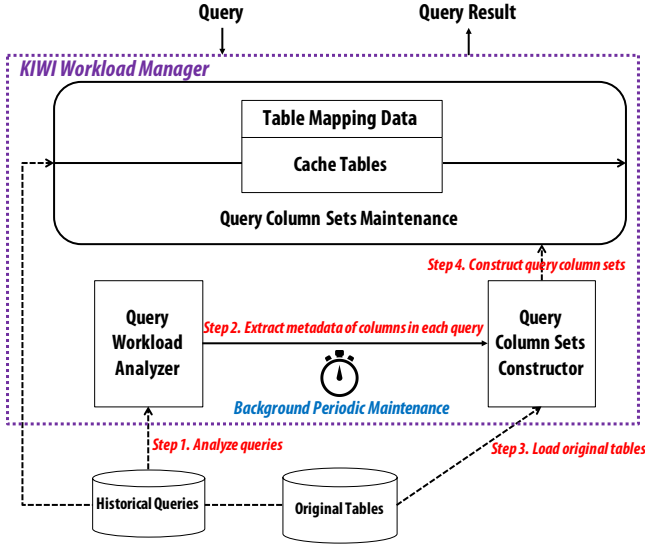 Query
Query Result
KIWI Workload Manager
Table Mapping Data
Cache Tables
Query Column Sets Maintenance
Step 4. Construct query column sets
Query
Workload
Analyzer
Step 2. Extract metadata of columns in each query
Query
Column Sets
Constructor
Background Periodic Maintenance
Step 1. Analyze queries
Step 3. Load original tables
Historical Queries
Original Tables